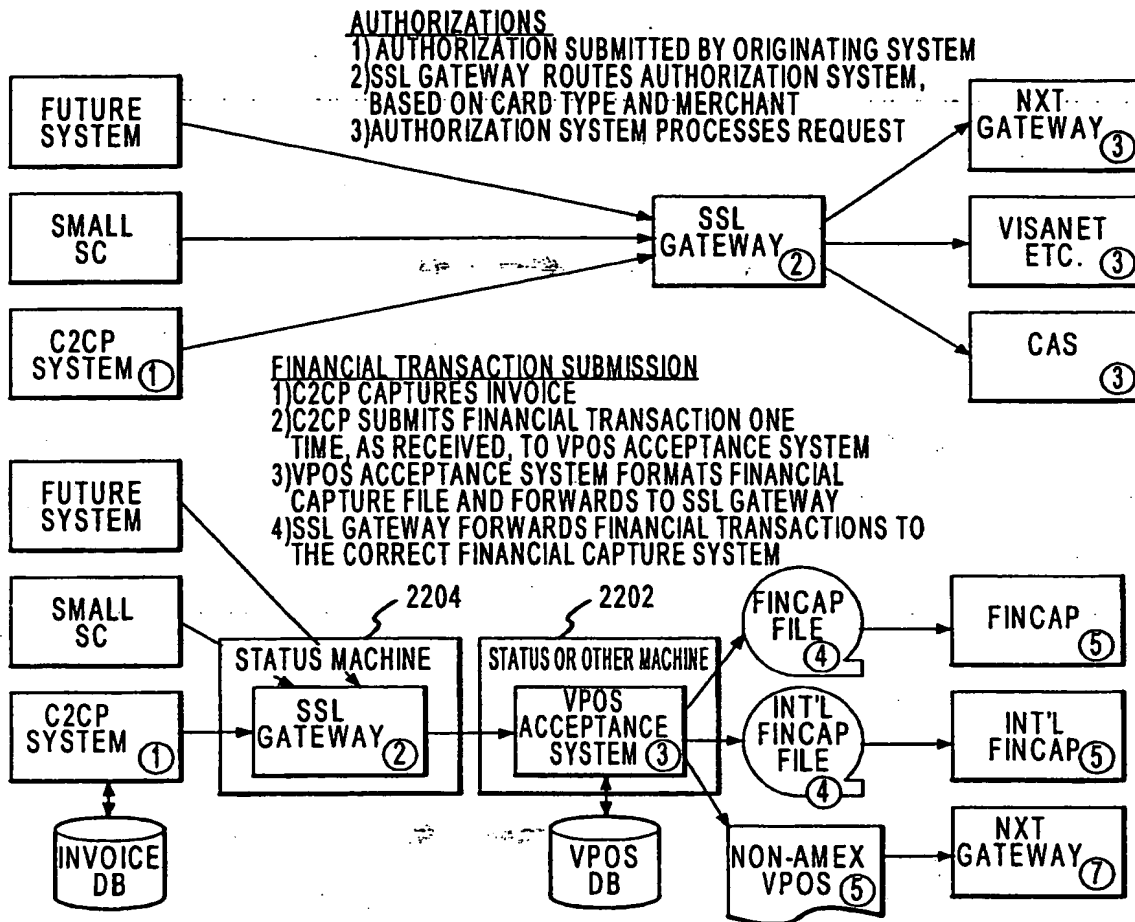 AUTHORIZATIONS
1) AUTHORIZATION SUBMITTED BY ORIGINATING SYSTEM
2) SSL GATEWAY ROUTES AUTHORIZATION SYSTEM,
BASED ON CARD TYPE AND MERCHANT
3) AUTHORIZATION SYSTEM PROCESSES REQUEST
FUTURE
SYSTEM
SMALL
SC
C2CP
SYSTEM 1
SSL
GATEWAY 2
NXT
GATEWAY 3
VISANET
ETC. 3
CAS
3
FINANCIAL TRANSACTION SUBMISSION
1) C2CP CAPTURES INVOICE
2) C2CP SUBMITS FINANCIAL TRANSACTION ONE
TIME, AS RECEIVED, TO VPOS ACCEPTANCE SYSTEM
3) VPOS ACCEPTANCE SYSTEM FORMATS FINANCIAL
CAPTURE FILE AND FORWARDS TO SSL GATEWAY
4) SSL GATEWAY FORWARDS FINANCIAL TRANSACTIONS TO
THE CORRECT FINANCIAL CAPTURE SYSTEM
FUTURE
SYSTEM
SMALL
SC
C2CP
SYSTEM 1
INVOICE
DB
2204
STATUS MACHINE
SSL
GATEWAY 2
2202
STATUS OR OTHER MACHINE
VPOS
ACCEPTANCE
SYSTEM 3
VPOS
DB
FINCAP
FILE
4
INT'L
FINCAP
FILE
4
NON-AMEX
VPOS 5
FINCAP
5
INT'L
FINCAP 5
NXT
GATEWAY 7